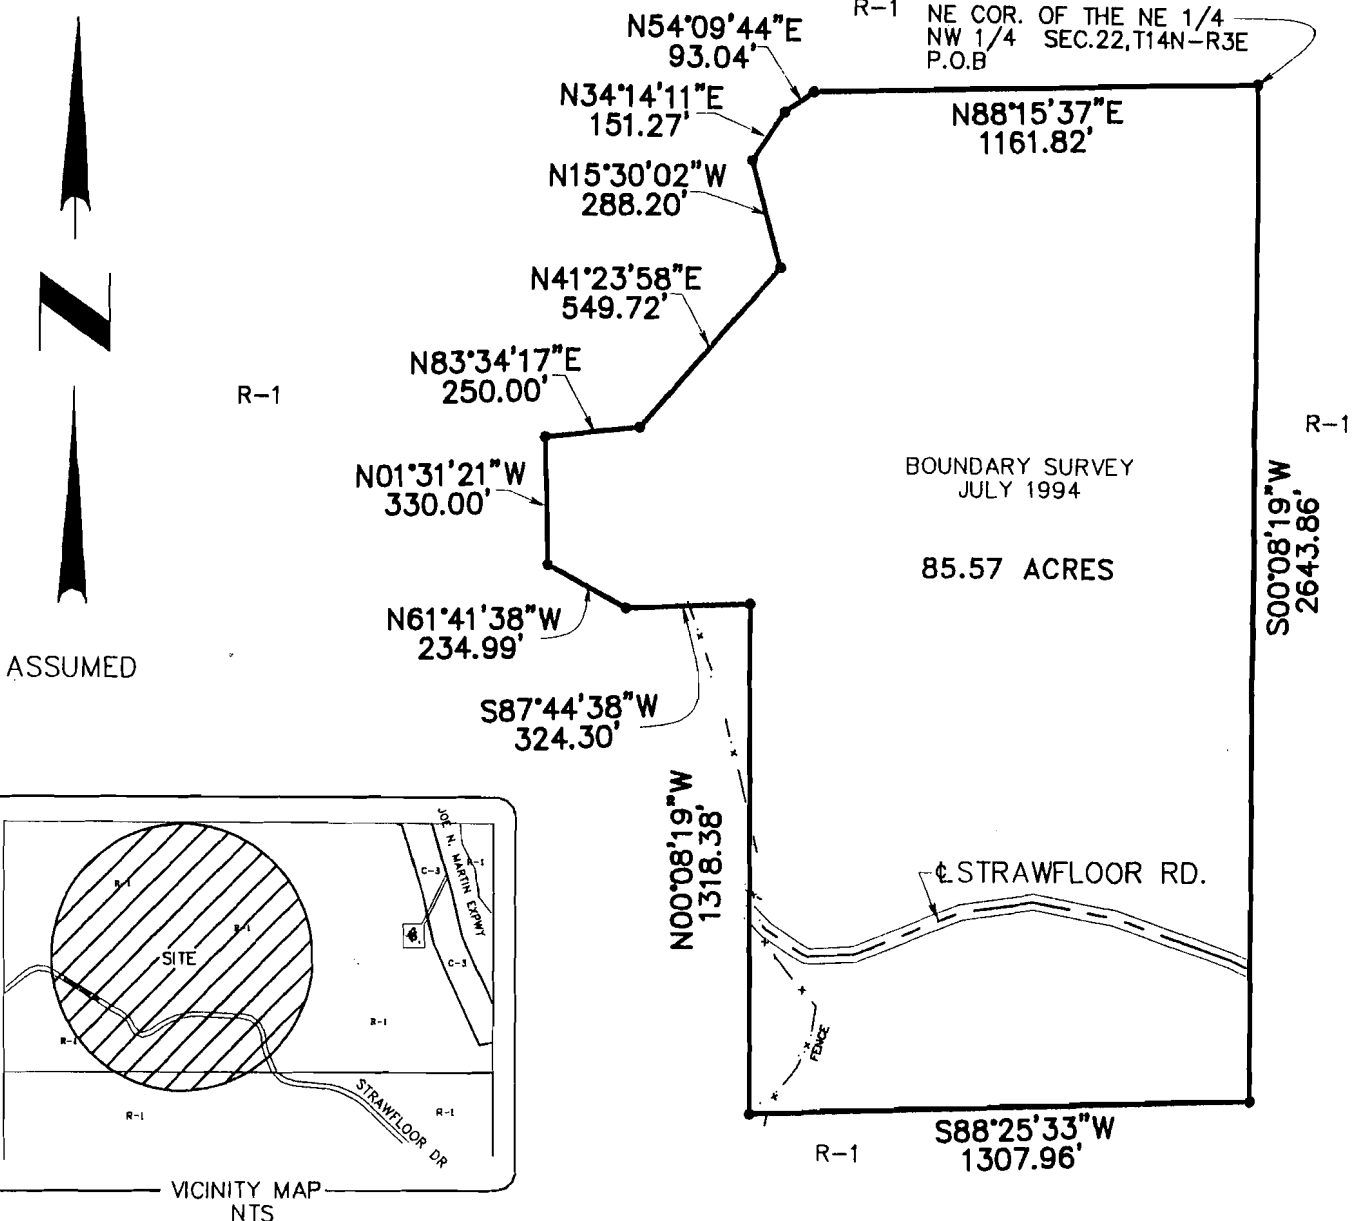 R-1
NE COR. OF THE NE 1/4
NW 1/4 SEC.22,T14N-R3E
P.O.B
N54°09'44"E
93.04'
N34°14'11"E
151.27'
N88°15'37"E
1161.82'
N15°30'02"W
288.20'
N41°23'58"E
549.72'
N83°34'17"E
250.00'
R-1
R-1
N01°31'21"W
330.00'
BOUNDARY SURVEY
JULY 1994
85.57 ACRES
S00°08'19"W
2643.86'
N61°41'38"W
234.99'
ASSUMED
S87°44'38"W
324.30'
N00°08'19"W
1318.38'
℄ STRAWFLOOR RD.
FENCE
S88°25'33"W
1307.96'
R-1
JOE N. MARTIN EXPWY
R-1
C-3
R-1
R-1
SITE
C-3
R-1
R-1
R-1
R-1
STRAWFLOOR DR
VICINITY MAP
NTS